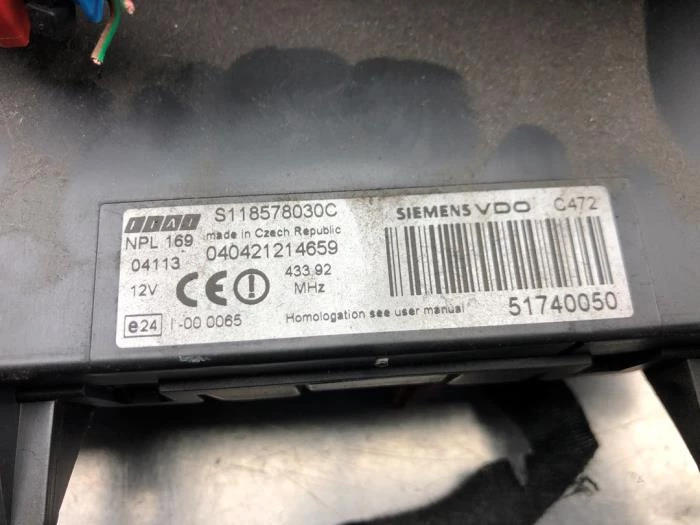 FIAT S118578030C SIEMENS VDO C472
NPL 169 made in Czech Republic
04113 040421214659
12V CE 433.92
MHz
51740050
e24 I-00 0065 Homologation see user manual